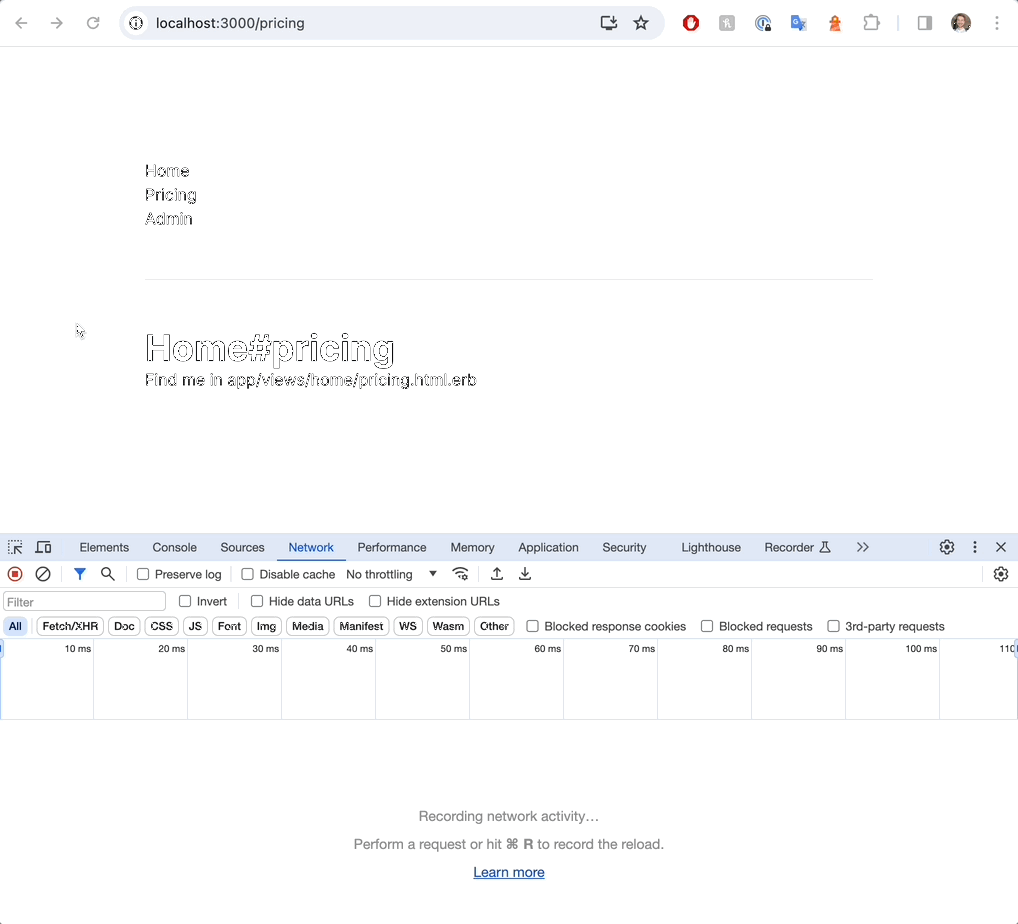 localhost:3000/pricing
Home
Pricing
Admin
Home#pricing
Find me in app/views/home/pricing.html.erb
Elements Console Sources Network Performance Memory Application Security Lighthouse Recorder
Preserve log Disable cache No throttling
Filter Invert Hide data URLs Hide extension URLs
All Fetch/XHR Doc CSS JS Font Img Media Manifest WS Wasm Other Blocked response cookies Blocked requests 3rd-party requests
10 ms 20 ms 30 ms 40 ms 50 ms 60 ms 70 ms 80 ms 90 ms 100 ms 110
Recording network activity…
Perform a request or hit ⌘ R to record the reload.
Learn more